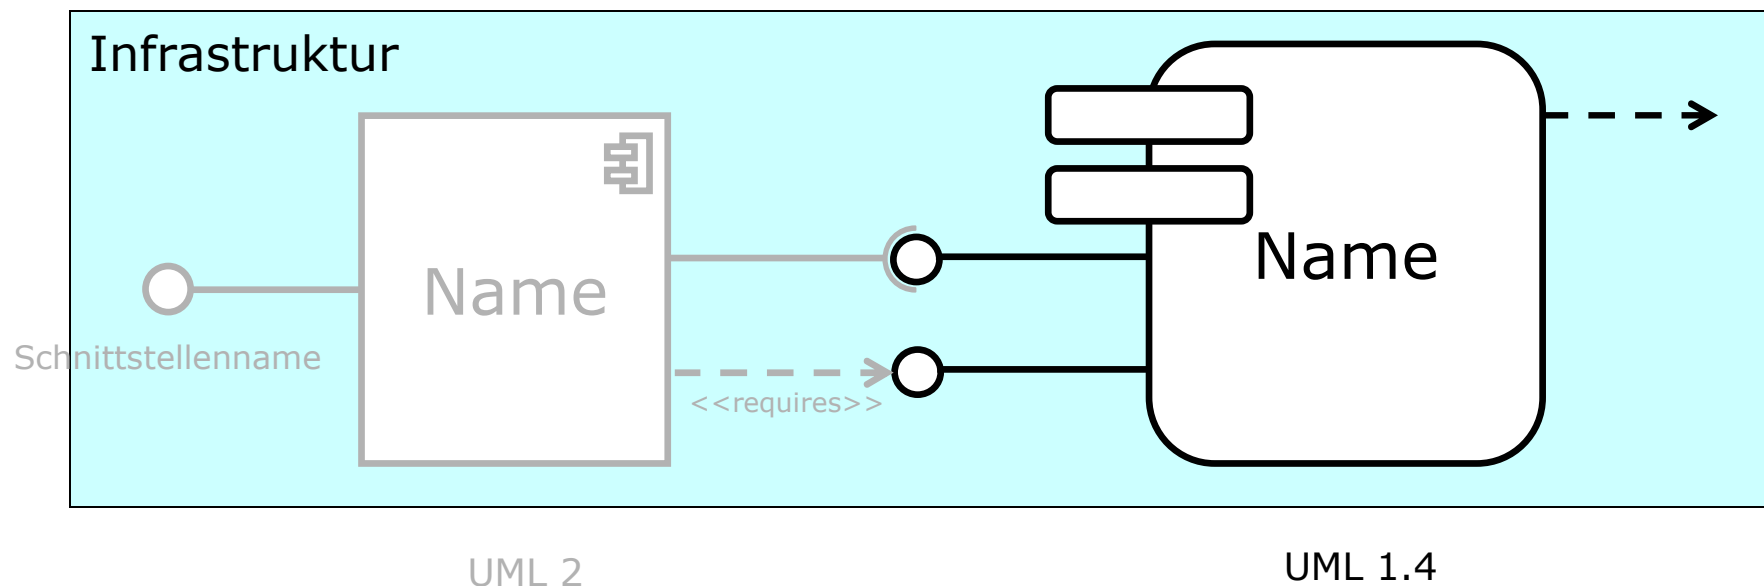 Infrastruktur
Name
Name
Schnittstellenname
<<requires>>
UML 2
UML 1.4